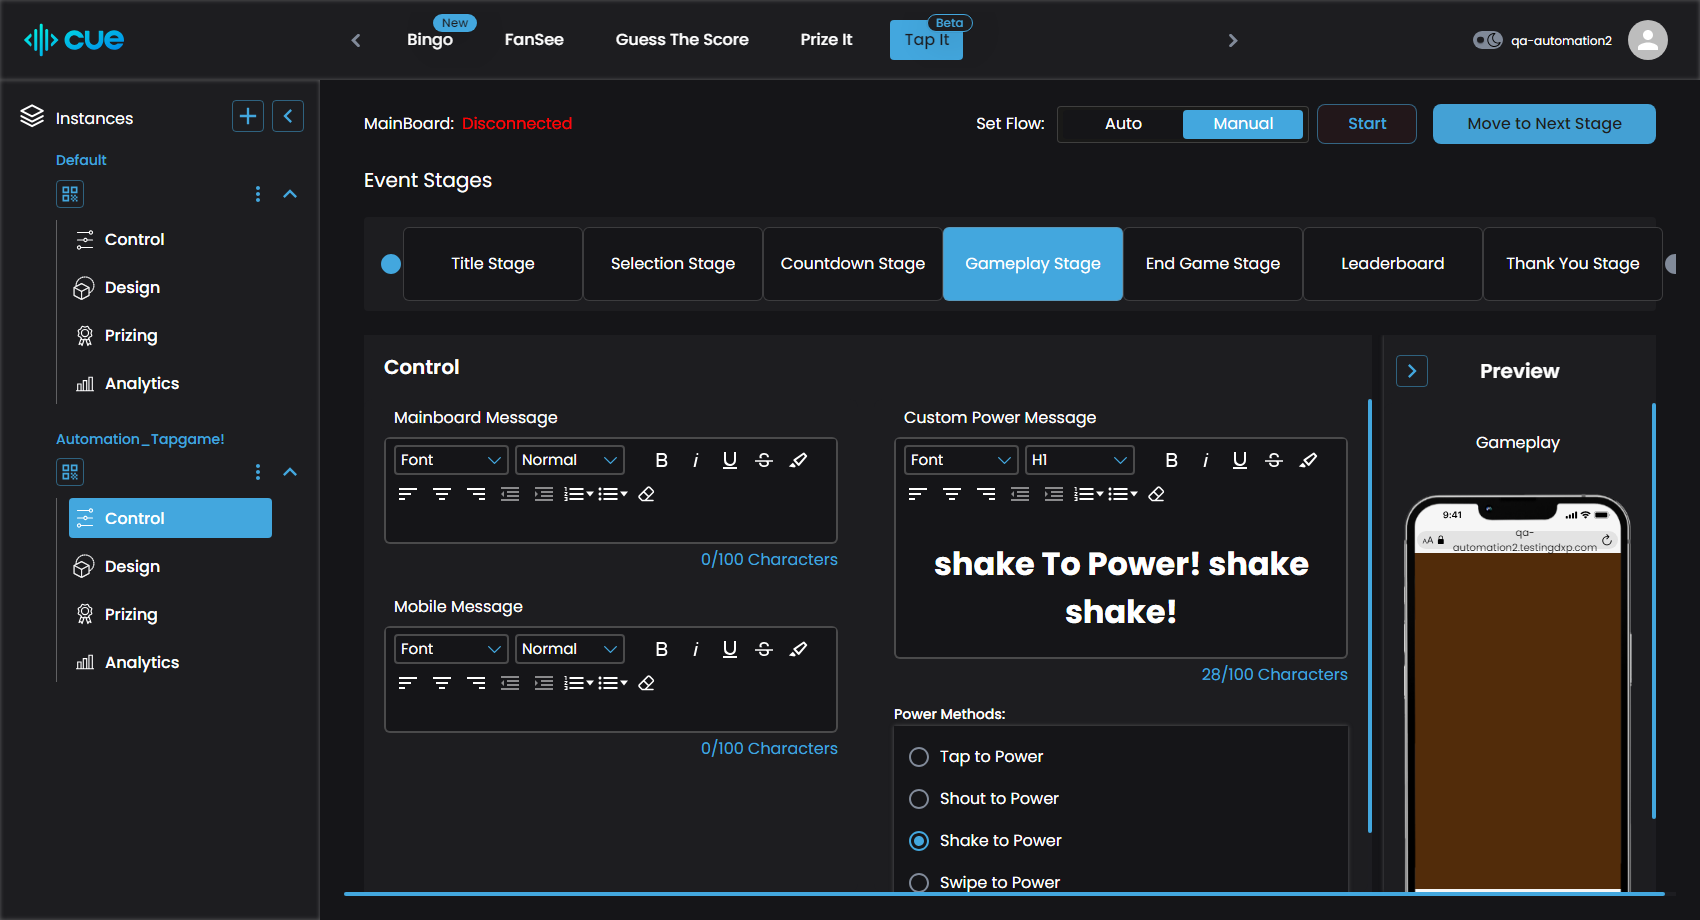 cue
New
Bingo
FanSee
Guess The Score
Prize It
Beta
Tap It
qa-automation2
Instances
Default
Control
Design
Prizing
Analytics
Automation_Tapgame!
Control
Design
Prizing
Analytics
MainBoard: Disconnected
Set Flow:
Auto
Manual
Start
Move to Next Stage
Event Stages
Title Stage
Selection Stage
Countdown Stage
Gameplay Stage
End Game Stage
Leaderboard
Thank You Stage
Control
Mainboard Message
Font
Normal
B i U S
0/100 Characters
Mobile Message
Font
Normal
B i U S
0/100 Characters
Custom Power Message
Font
H1
B i U S
shake To Power! shake
shake!
28/100 Characters
Power Methods:
Tap to Power
Shout to Power
Shake to Power
Swipe to Power
Preview
Gameplay
9:41
AA
qa-
automation2.testingdxp.com